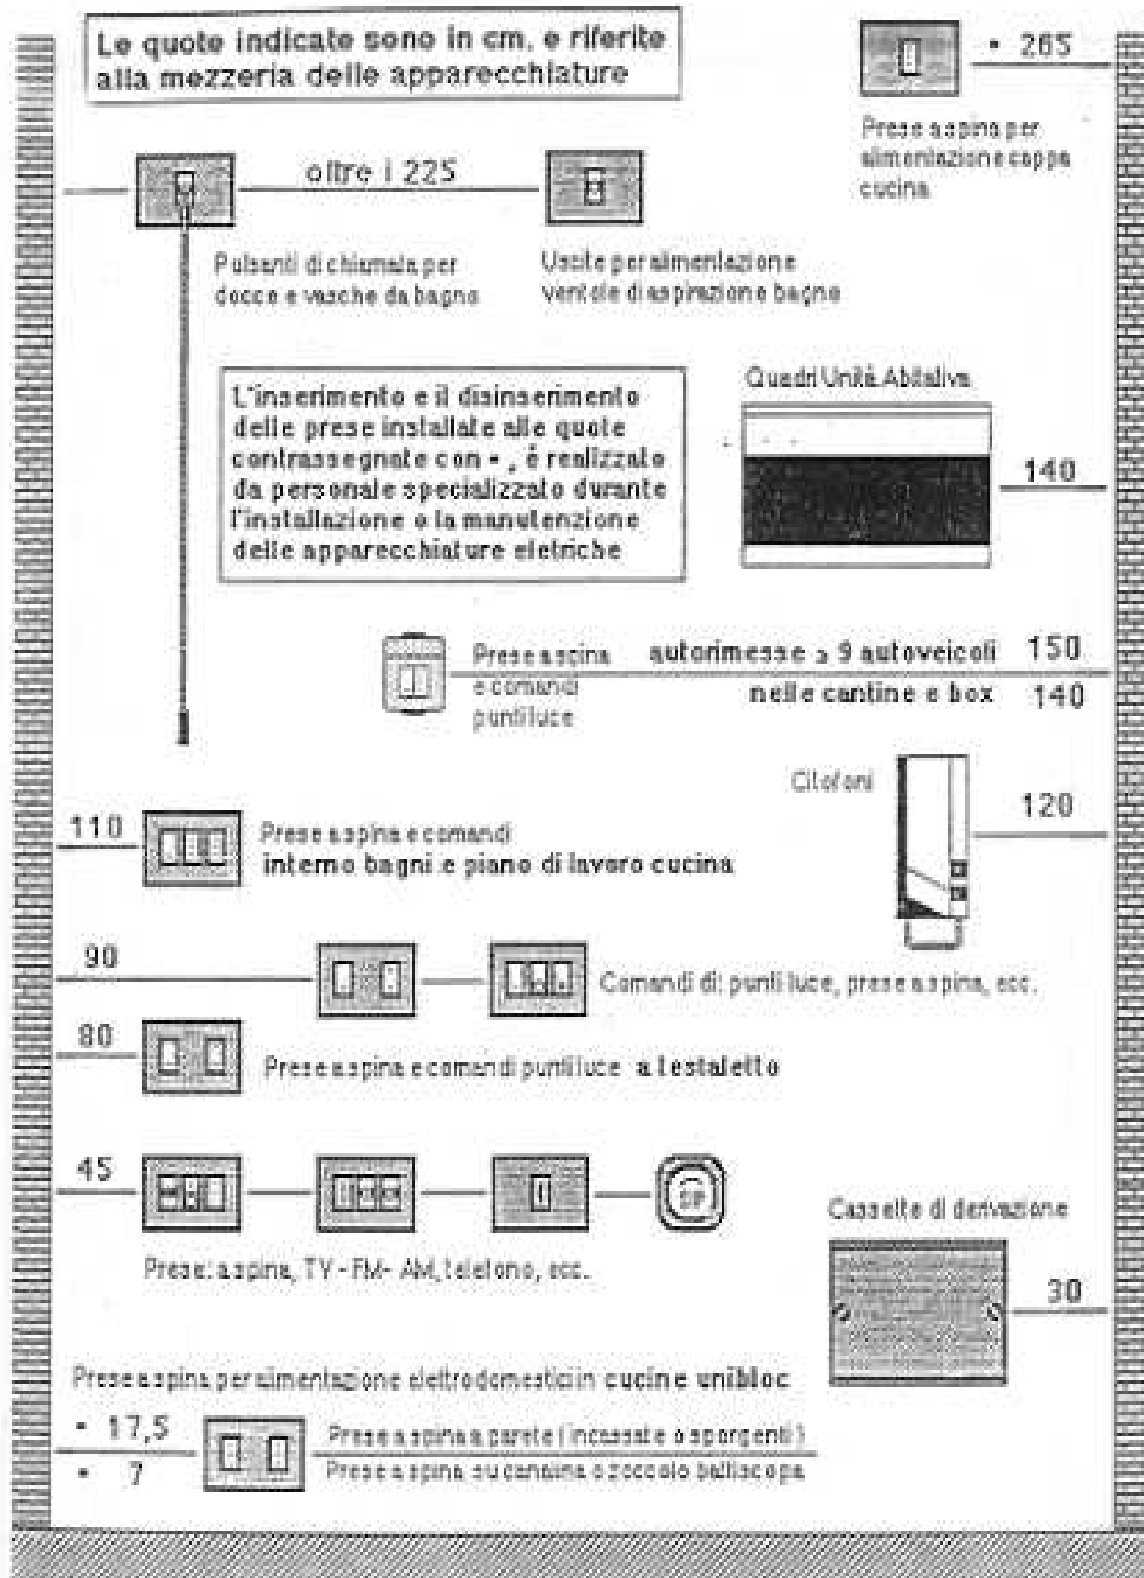 Le quote indicate sono in cm. e riferite
alla mezzeria delle apparecchiature
• 265
Prese a spina per
alimentazione cappa
cucina
oltre i 225
Pulsanti di chiamata per
docce e vasche da bagno
Uscite per alimentazione
ventole di aspirazione bagno
L'inserimento e il disinserimento
delle prese installate alle quote
contrassegnate con • , é realizzato
da personale specializzato durante
l'installazione o la manutenzione
delle apparecchiature eletriche
Quadri Unità Abitativa
140
Prese a spina
e comandi
punti luce
autorimesse > 9 autoveicoli 150
nelle cantine e box 140
Citofoni
120
110
Prese a spina e comandi
interno bagni e piano di lavoro cucina
90
Comandi di: punti luce, prese a spina, ecc.
80
Prese a spina e comandi punti luce a testaletto
45
SIP
Prese: a spina, TV - FM - AM, telefono, ecc.
Cassette di derivazione
30
Prese a spina per alimentazione elettrodomestici in cucine unibloc
• 17,5
Prese a spina a parete ( incassate o sporgenti )
• 7
Prese a spina su canalina o zoccolo battiscopa